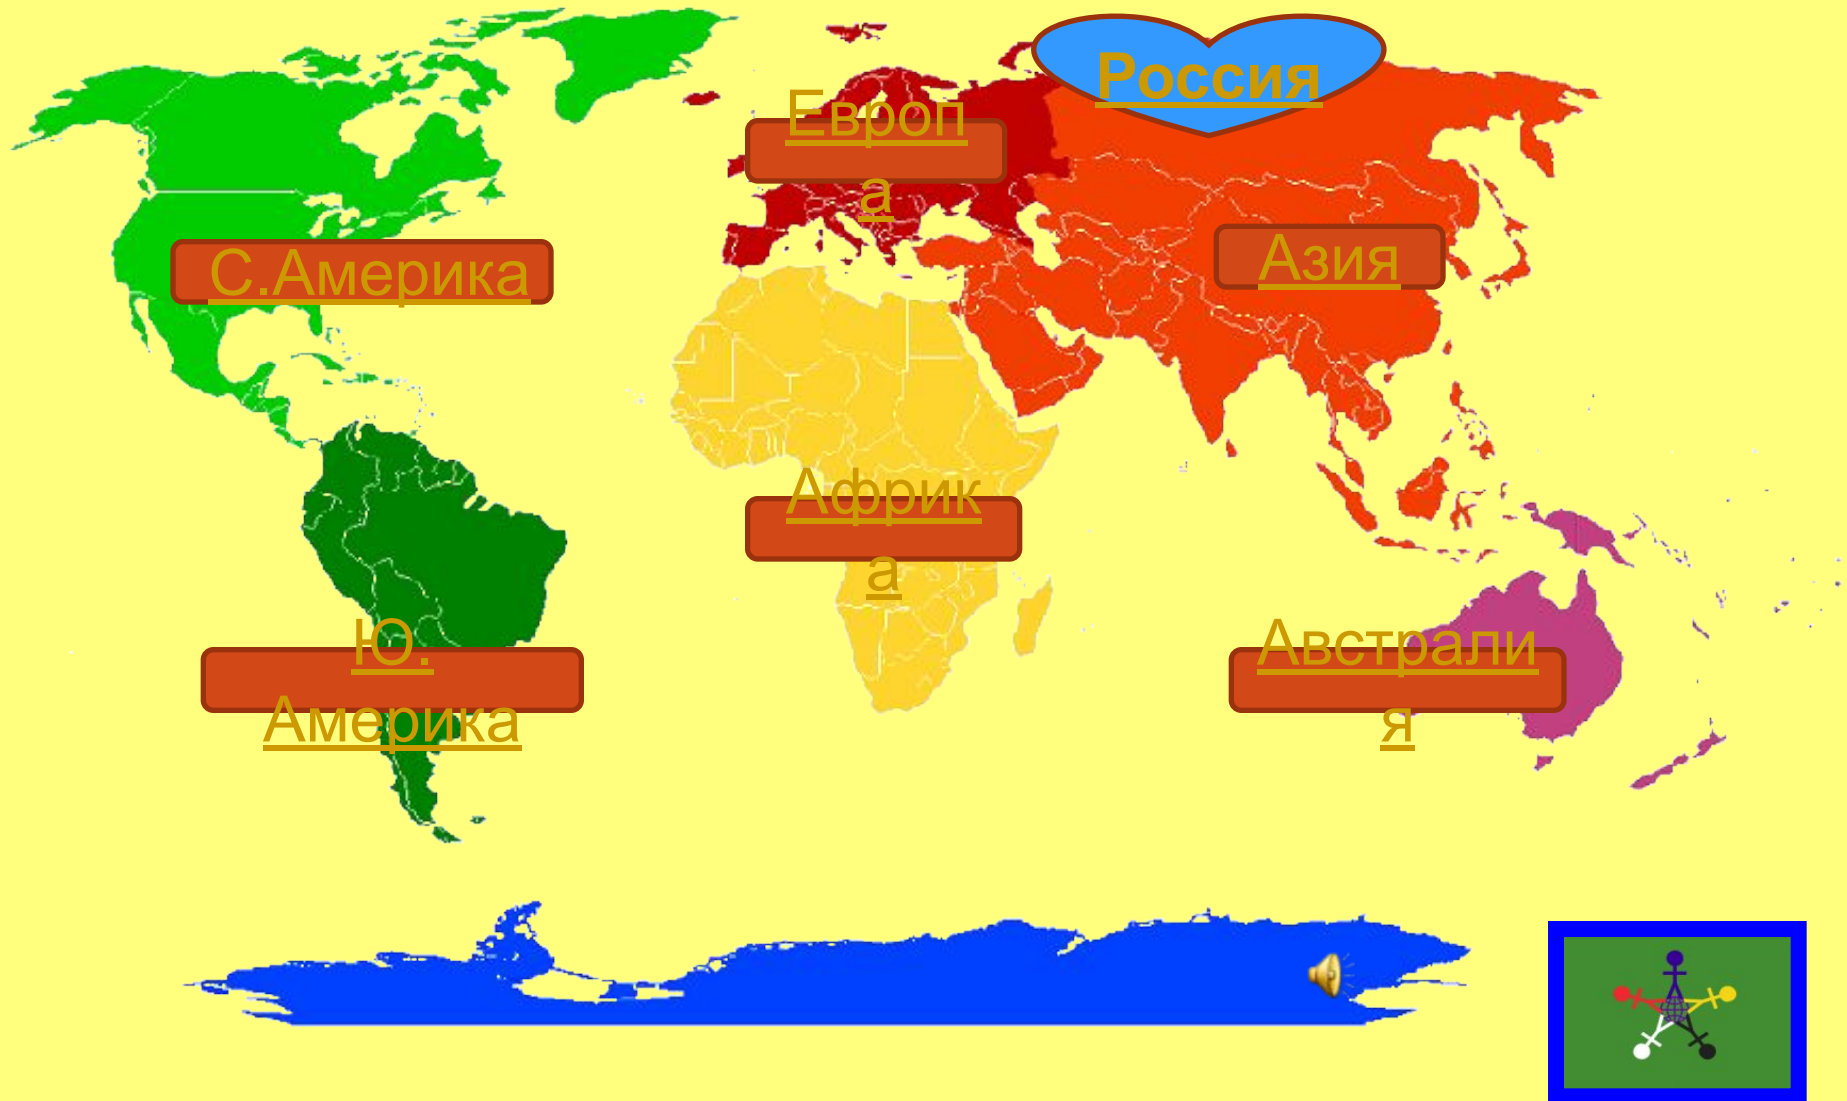 Россия
Европ
а
С.Америка
Азия
Африк
а
Ю.
Америка
Австрали
я